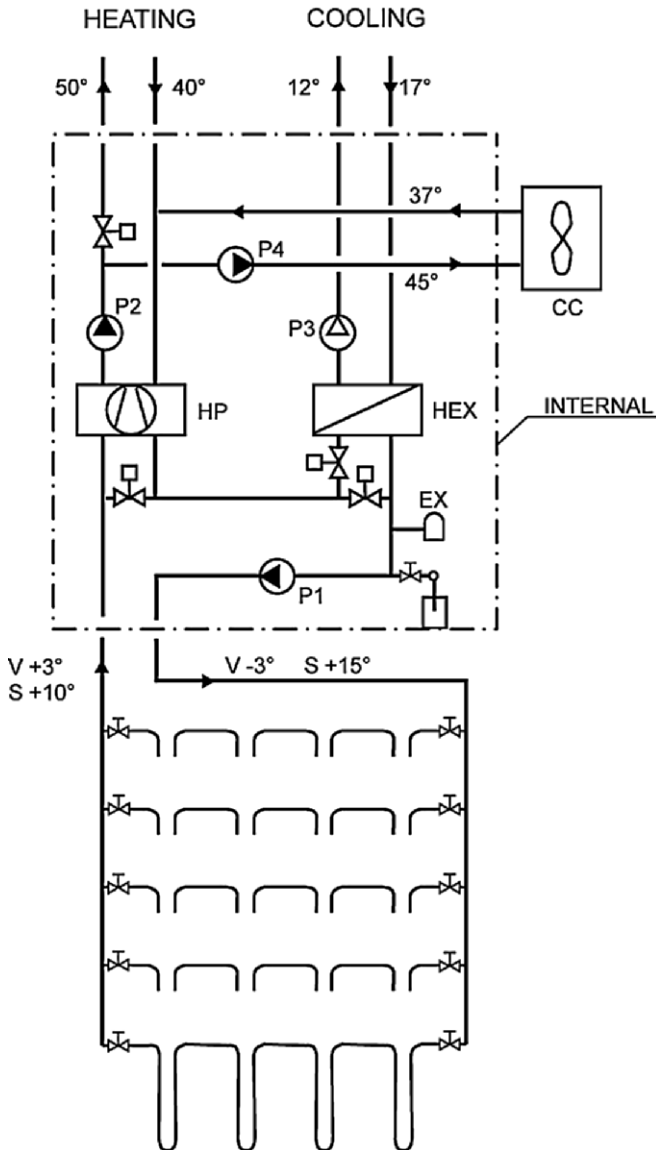 HEATING
COOLING
50°
40°
12°
17°
37°
P4
45°
CC
P2
P3
HP
HEX
INTERNAL
EX
P1
V +3°
S +10°
V -3° S +15°